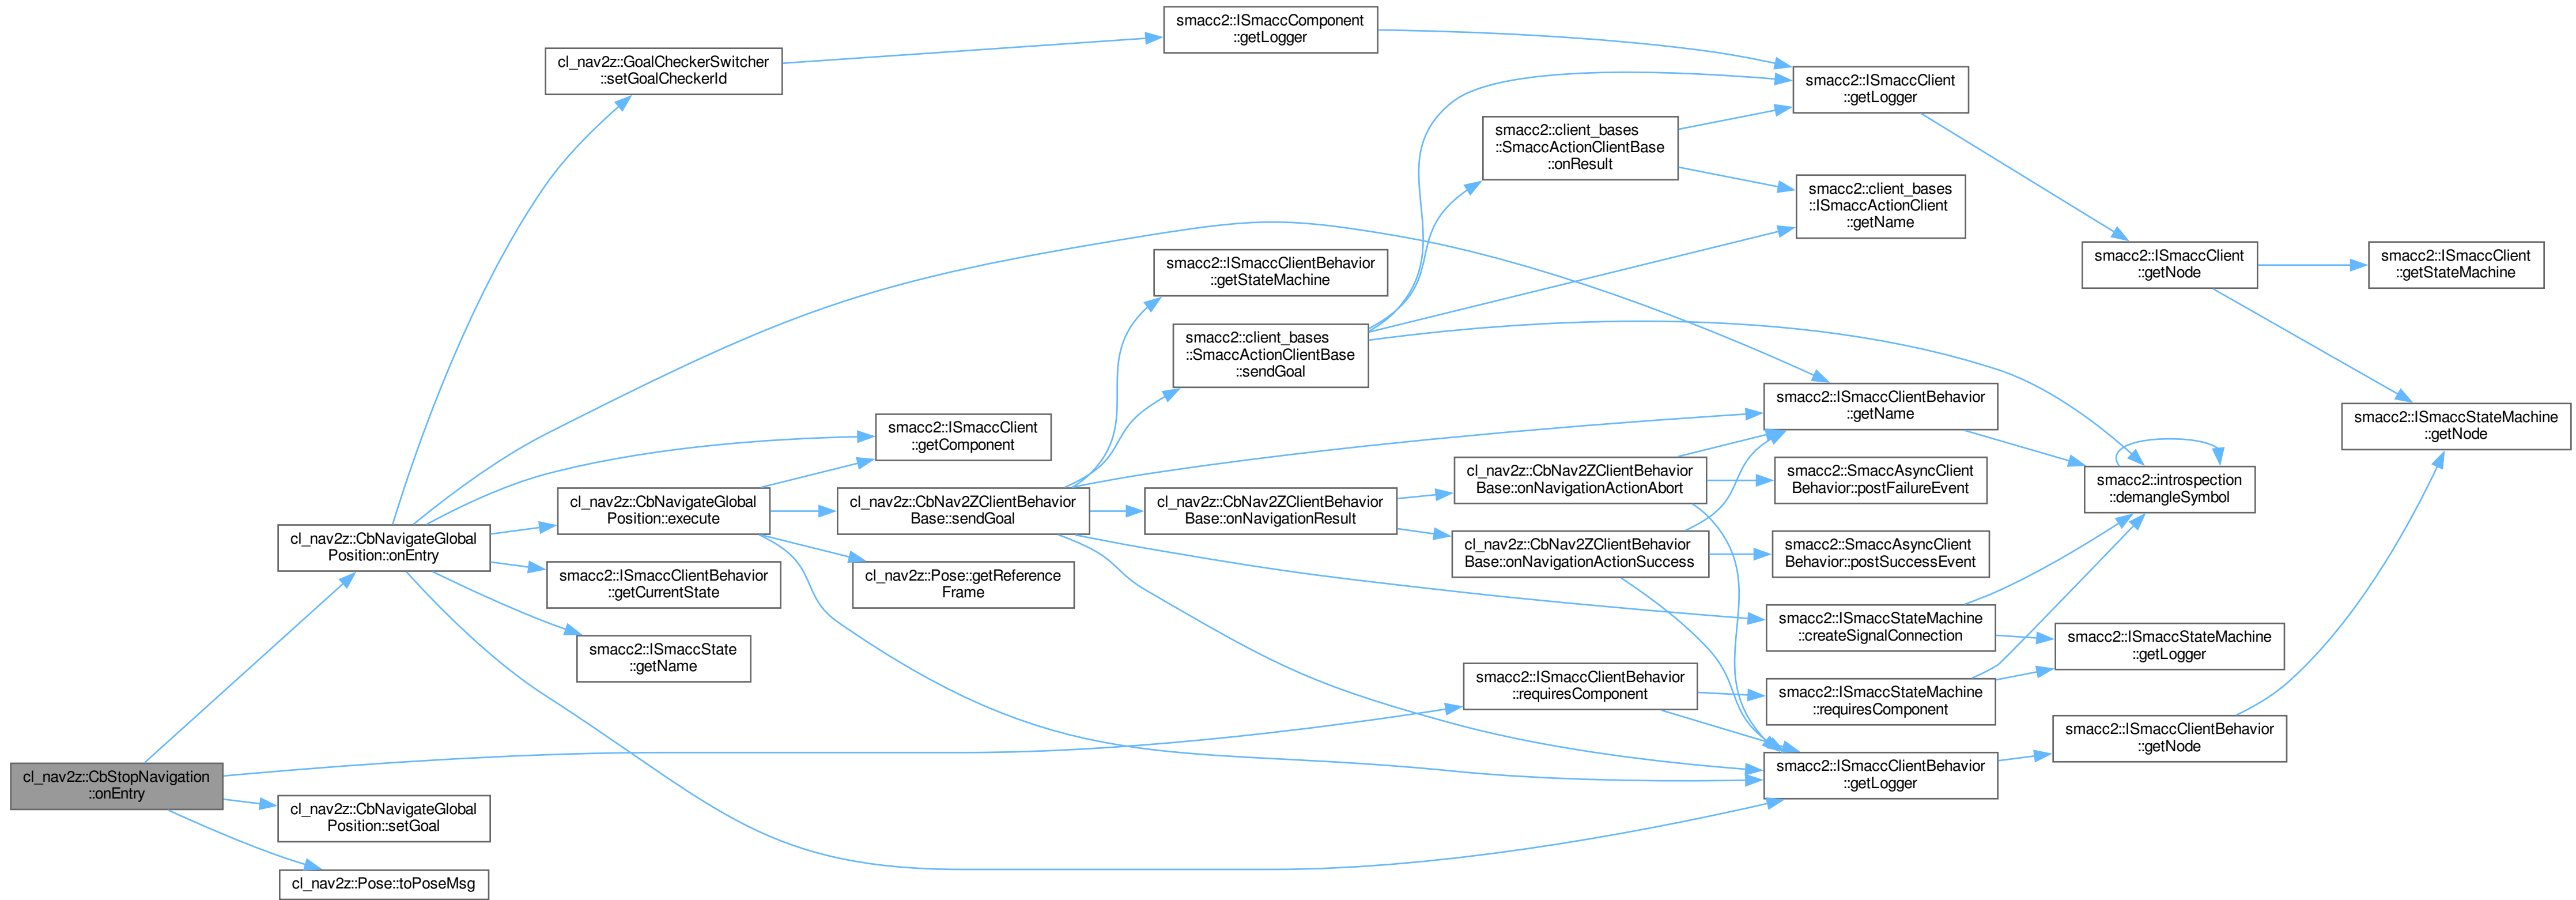 smacc2::ISmaccComponent
::getLogger
cl_nav2z::GoalCheckerSwitcher
::setGoalCheckerId
smacc2::ISmaccClient
::getLogger
smacc2::client_bases
::SmaccActionClientBase
::onResult
smacc2::client_bases
::ISmaccActionClient
::getName
smacc2::ISmaccClient
::getNode
smacc2::ISmaccClient
::getStateMachine
smacc2::ISmaccClientBehavior
::getStateMachine
smacc2::client_bases
::SmaccActionClientBase
::sendGoal
smacc2::ISmaccClientBehavior
::getName
smacc2::ISmaccStateMachine
::getNode
smacc2::ISmaccClient
::getComponent
cl_nav2z::CbNav2ZClientBehavior
Base::onNavigationActionAbort
smacc2::SmaccAsyncClient
Behavior::postFailureEvent
smacc2::introspection
::demangleSymbol
cl_nav2z::CbNavigateGlobal
Position::execute
cl_nav2z::CbNav2ZClientBehavior
Base::sendGoal
cl_nav2z::CbNav2ZClientBehavior
Base::onNavigationResult
cl_nav2z::CbNavigateGlobal
Position::onEntry
cl_nav2z::CbNav2ZClientBehavior
Base::onNavigationActionSuccess
smacc2::SmaccAsyncClient
Behavior::postSuccessEvent
smacc2::ISmaccClientBehavior
::getCurrentState
cl_nav2z::Pose::getReference
Frame
smacc2::ISmaccStateMachine
::createSignalConnection
smacc2::ISmaccStateMachine
::getLogger
smacc2::ISmaccState
::getName
smacc2::ISmaccClientBehavior
::requiresComponent
smacc2::ISmaccStateMachine
::requiresComponent
smacc2::ISmaccClientBehavior
::getNode
cl_nav2z::CbStopNavigation
::onEntry
smacc2::ISmaccClientBehavior
::getLogger
cl_nav2z::CbNavigateGlobal
Position::setGoal
cl_nav2z::Pose::toPoseMsg